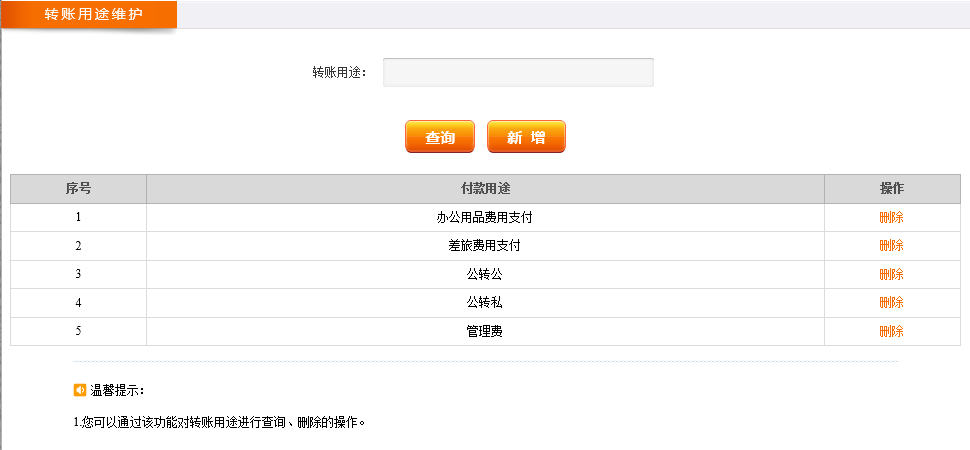 转账用途维护
转账用途：
查询 新 增
序号 付款用途 操作
1 办公用品费用支付 删除
2 差旅费用支付 删除
3 公转公 删除
4 公转私 删除
5 管理费 删除
温馨提示：
1.您可以通过该功能对转账用途进行查询、删除的操作。